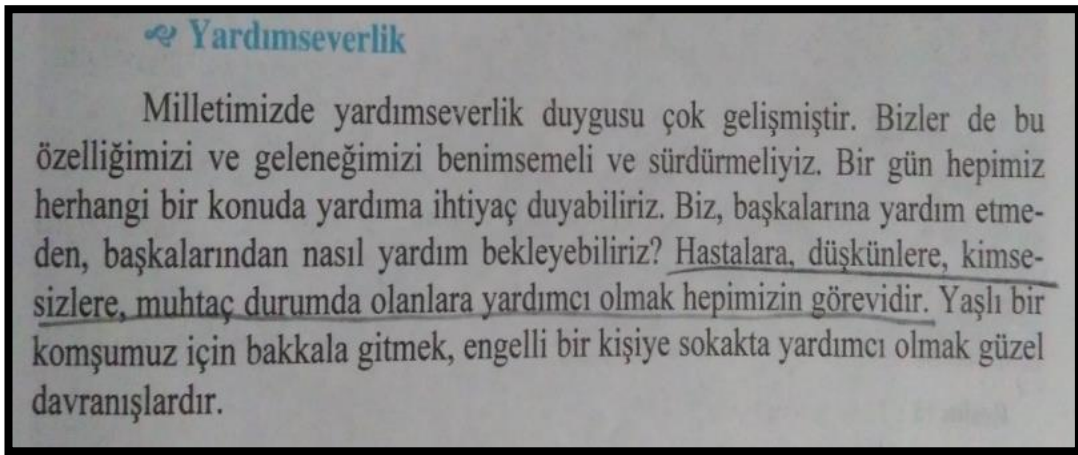 Yardımseverlik
Milletimizde yardımseverlik duygusu çok gelişmiştir. Bizler de bu
özelliğimizi ve geleneğimizi benimsemeli ve sürdürmeliyiz. Bir gün hepimiz
herhangi bir konuda yardıma ihtiyaç duyabiliriz. Biz, başkalarına yardım etme-
den, başkalarından nasıl yardım bekleyebiliriz? Hastalara, düşkünlere, kimse-
sizlere, muhtaç durumda olanlara yardımcı olmak hepimizin görevidir. Yaşlı bir
komşumuz için bakkala gitmek, engelli bir kişiye sokakta yardımcı olmak güzel
davranışlardır.